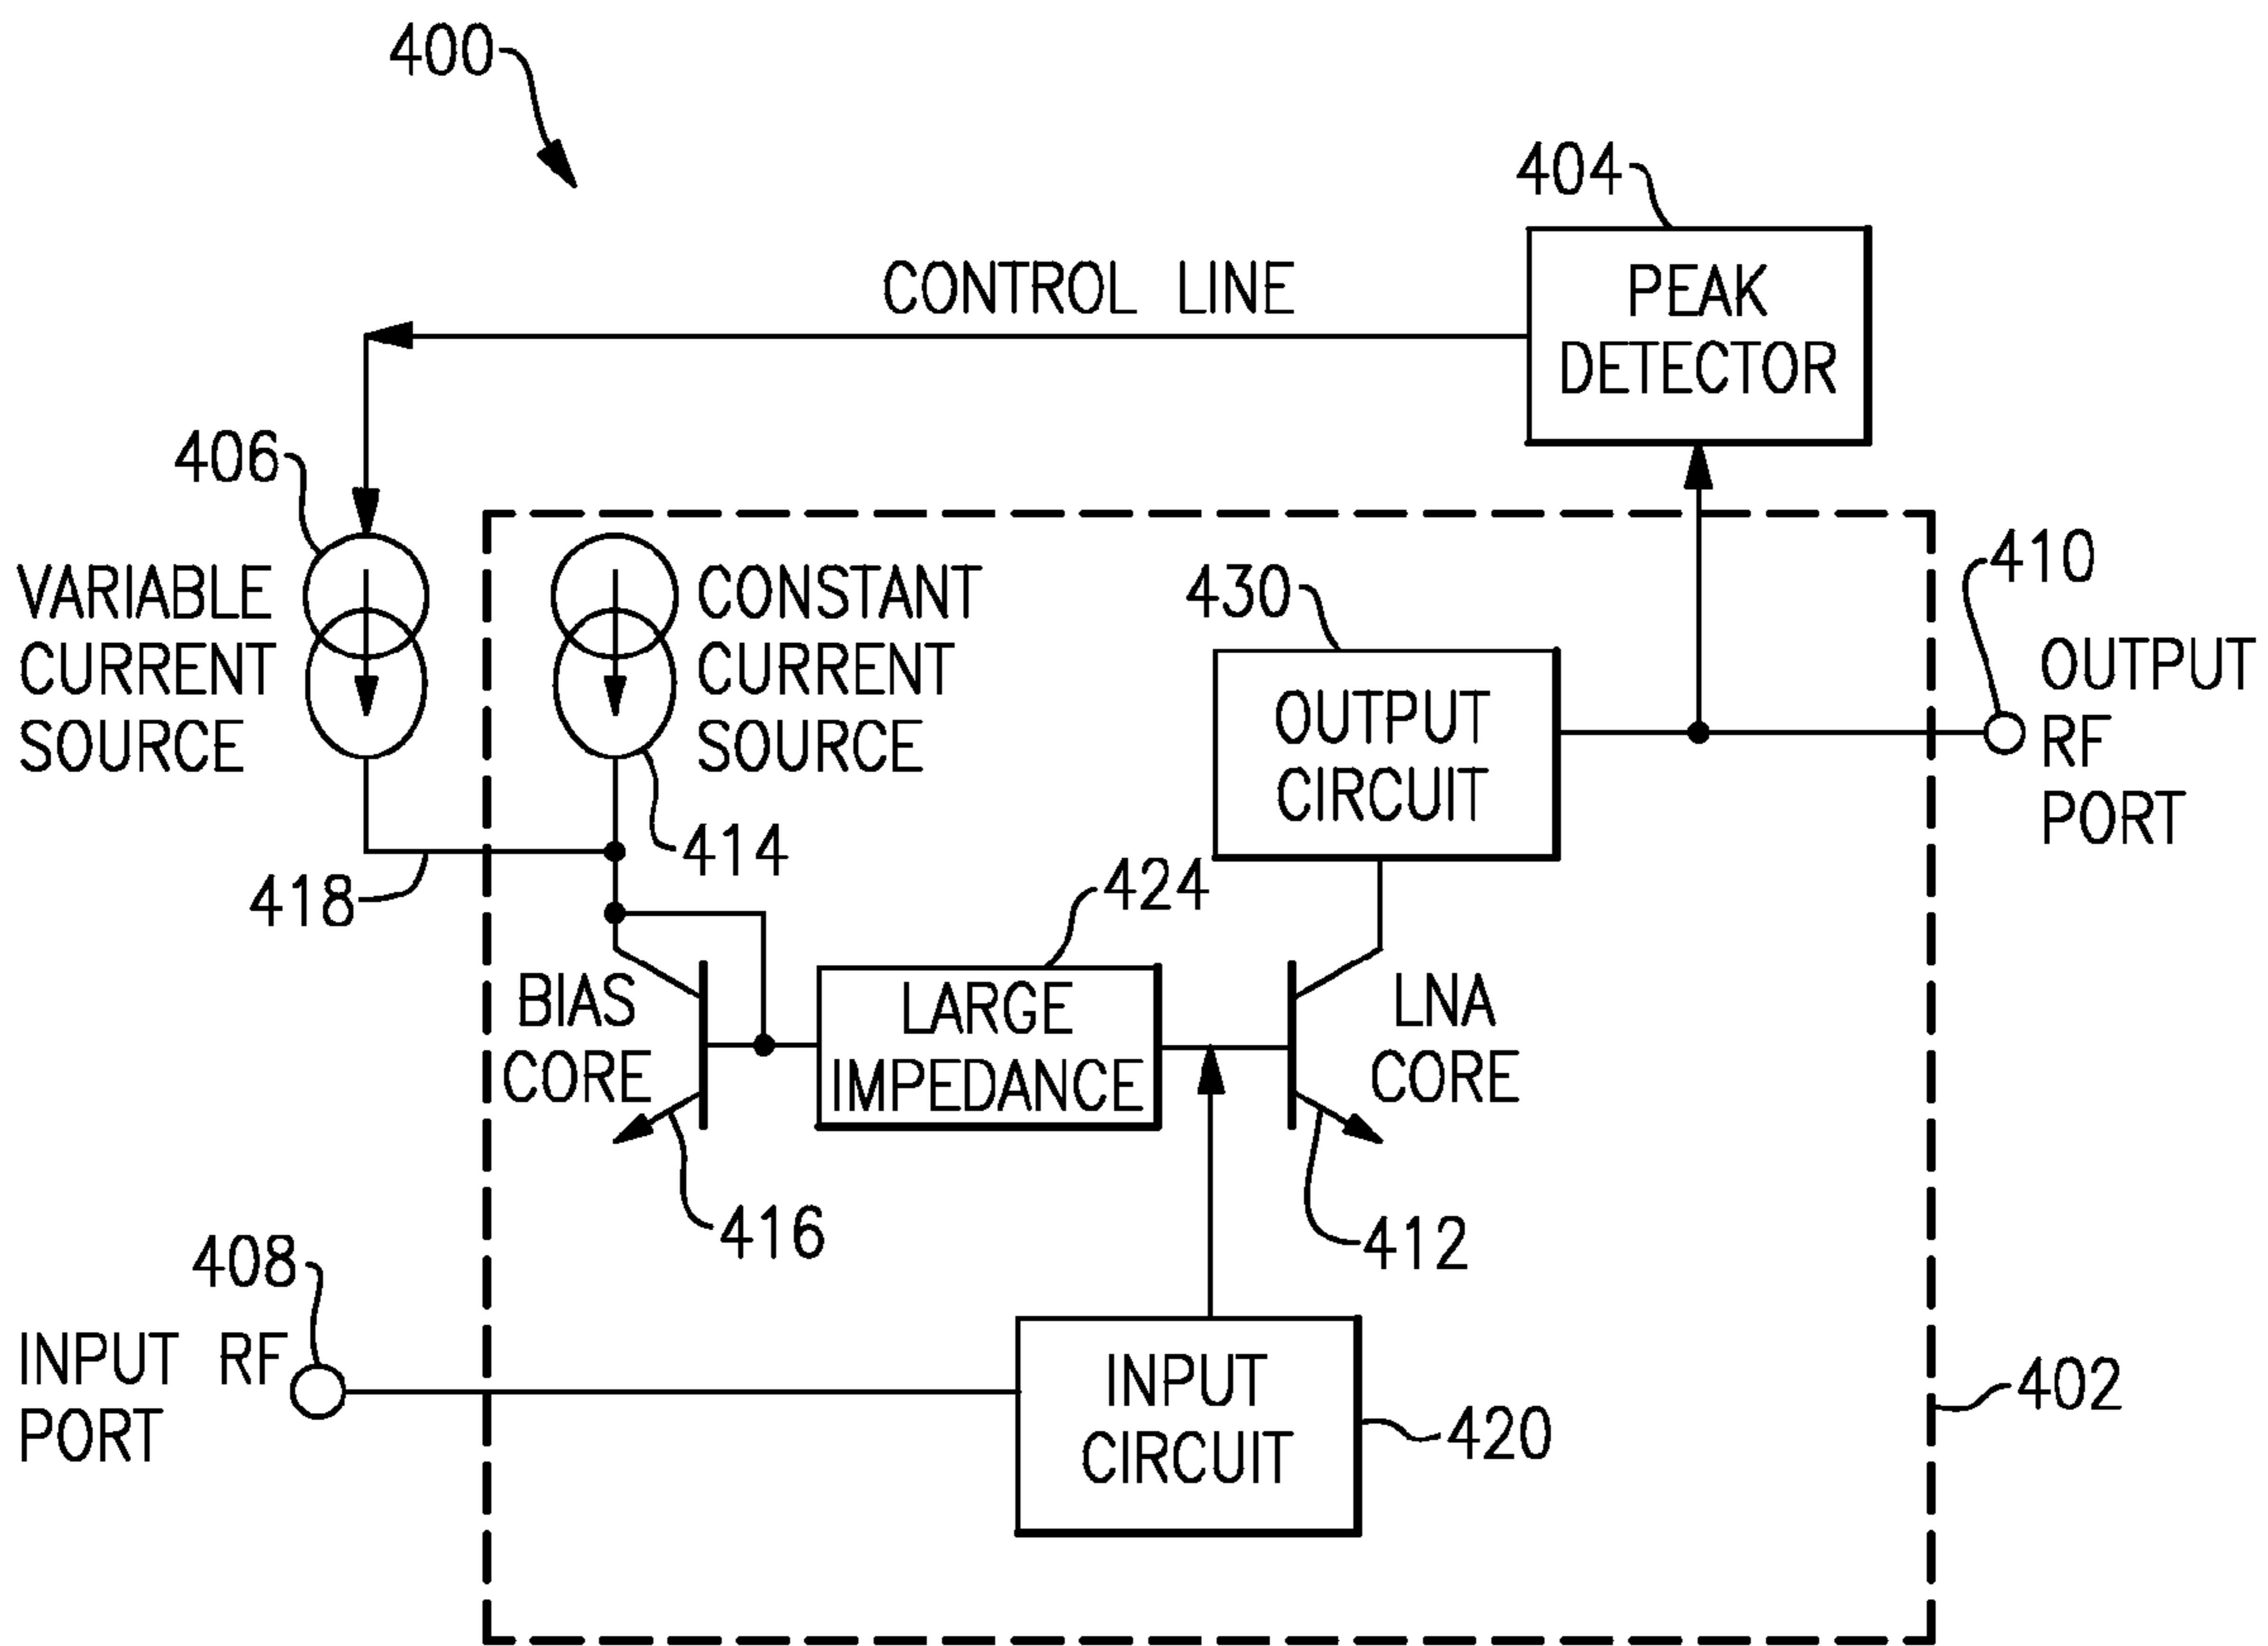 400
404
CONTROL LINE
PEAK
DETECTOR
406
VARIABLE
CURRENT
SOURCE
CONSTANT
CURRENT
SOURCE
430
OUTPUT
CIRCUIT
410
OUTPUT
RF
PORT
418
414
424
BIAS
CORE
LARGE
IMPEDANCE
LNA
CORE
416
412
408
INPUT RF
PORT
INPUT
CIRCUIT
420
402